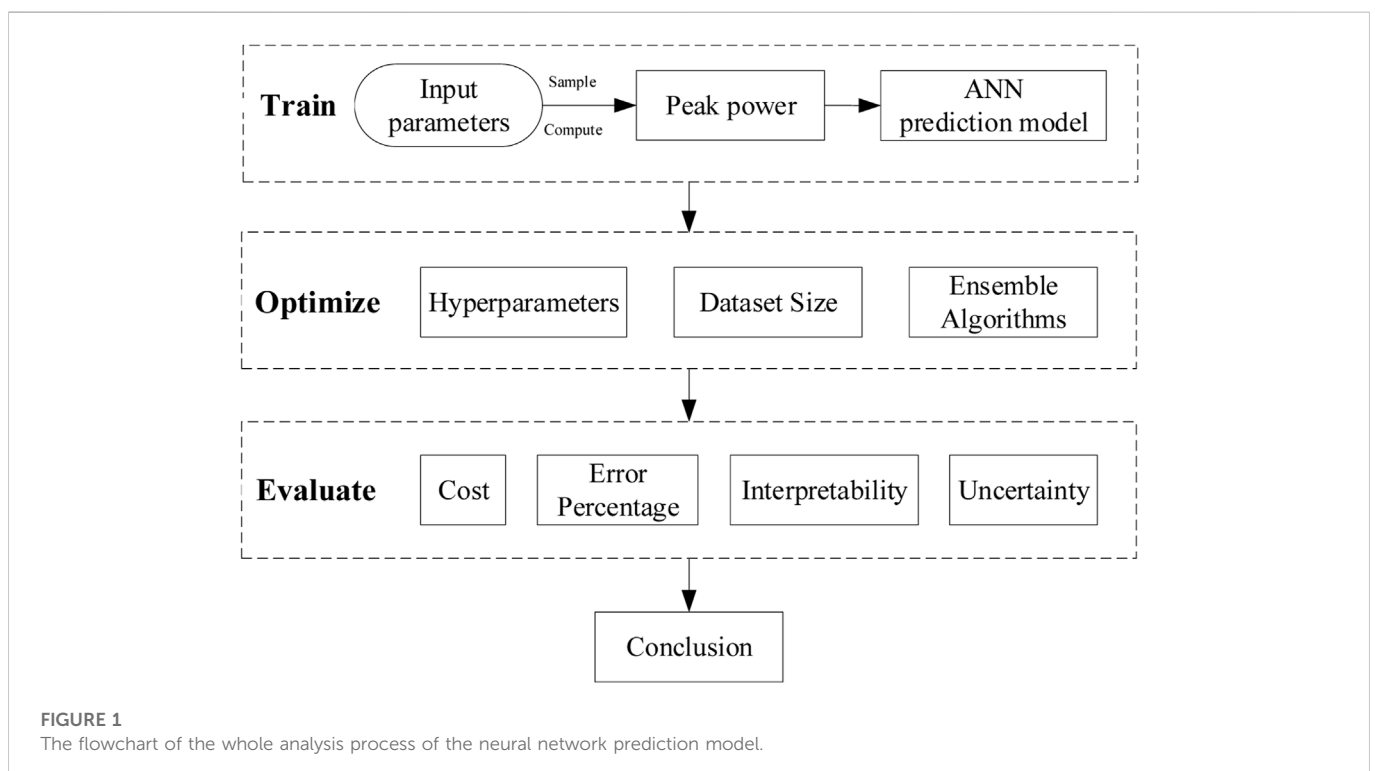 Train
Input
parameters
Sample
Compute
Peak power
ANN
prediction model
Optimize
Hyperparameters
Dataset Size
Ensemble
Algorithms
Evaluate
Cost
Error
Percentage
Interpretability
Uncertainty
Conclusion
FIGURE 1
The flowchart of the whole analysis process of the neural network prediction model.